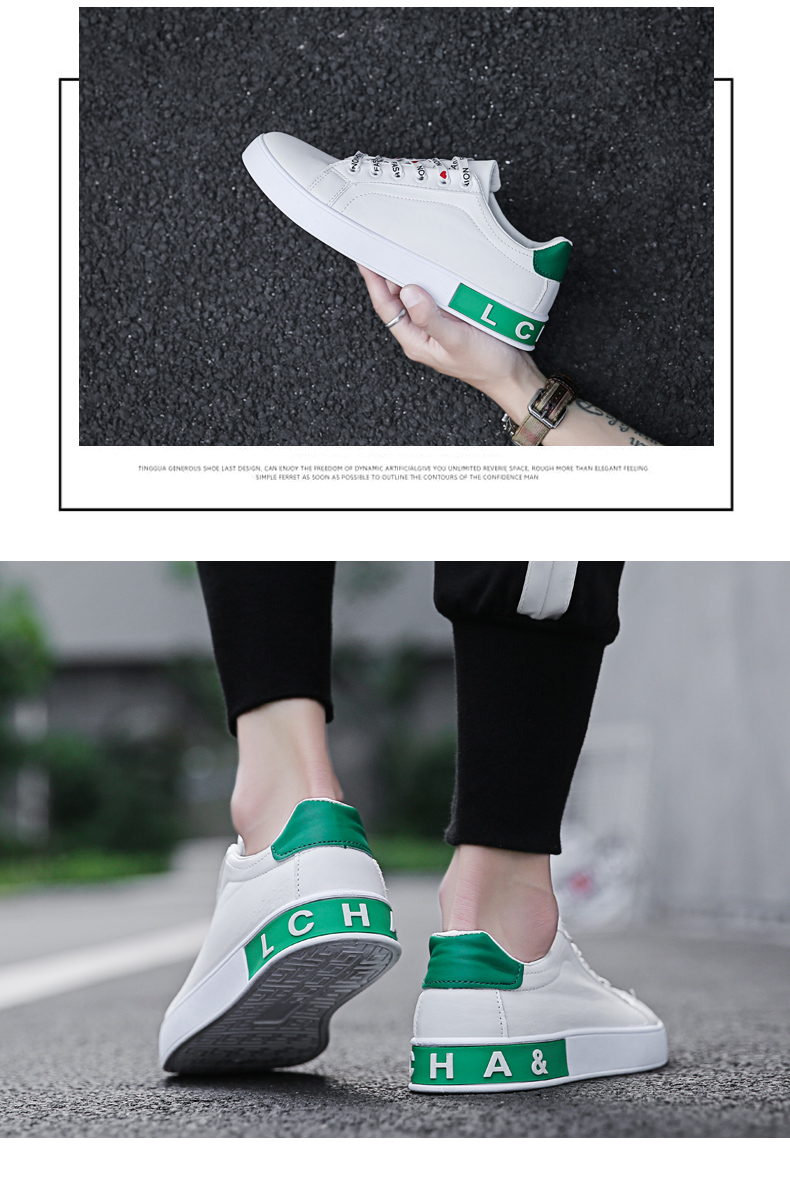 L C
TINGGUA GENEROUS SHOE LAST DESIGN, CAN ENJOY THE FREEDOM OF DYNAMIC ARTIFICIALGIVE YOU UNLIMITED REVERIE SPACE, ROUGH MORE THAN ELEGANT FEELING
SIMPLE FERRET AS SOON AS POSSIBLE TO OUTLINE THE CONTOURS OF THE CONFIDENCE MAN
L C H
C H A &